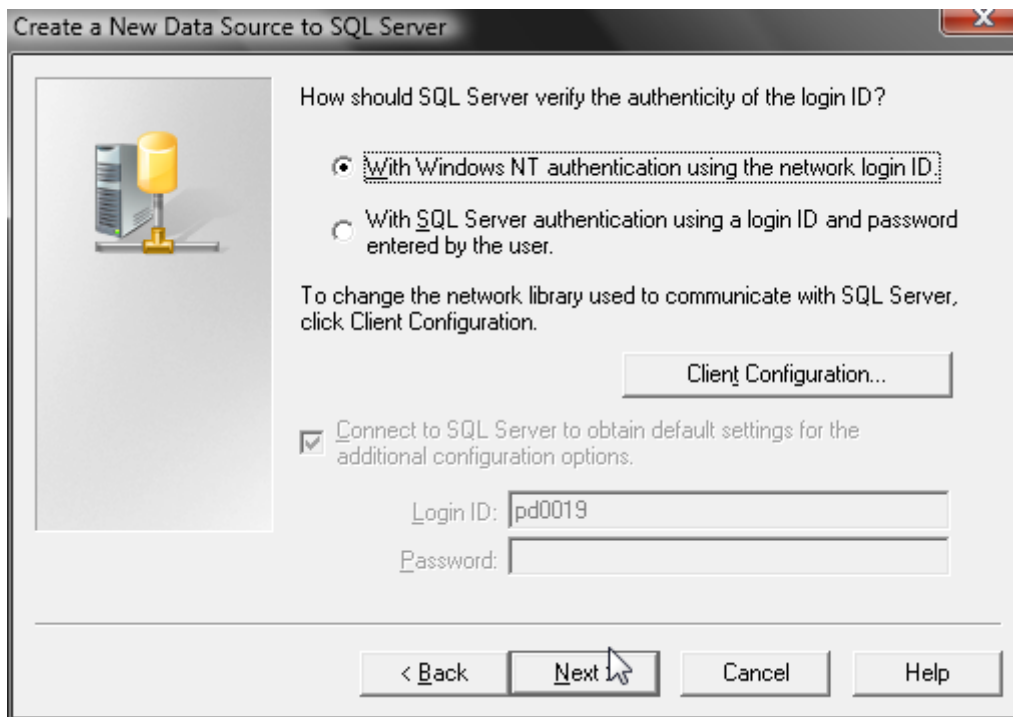 Create a New Data Source to SQL Server
X
How should SQL Server verify the authenticity of the login ID?
With Windows NT authentication using the network login ID.
With SQL Server authentication using a login ID and password
entered by the user.
To change the network library used to communicate with SQL Server,
click Client Configuration.
Client Configuration...
Connect to SQL Server to obtain default settings for the
additional configuration options.
Login ID: pd0019
Password:
< Back Next Cancel Help